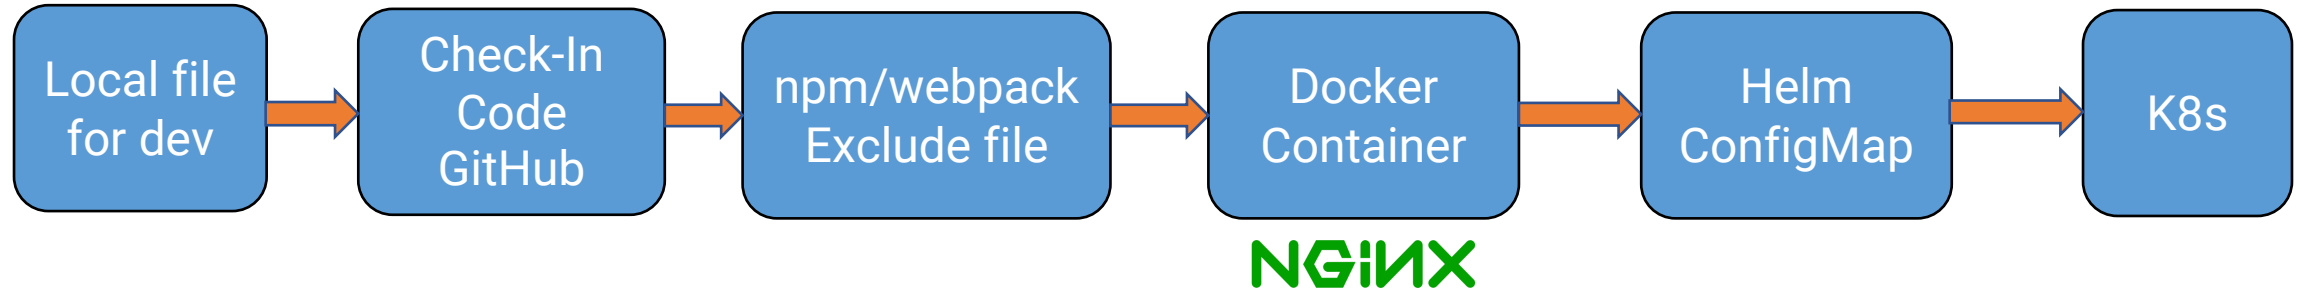 Local file
for dev
Check-In
Code
GitHub
npm/webpack
Exclude file
Docker
Container
Helm
ConfigMap
K8s
NGiNX